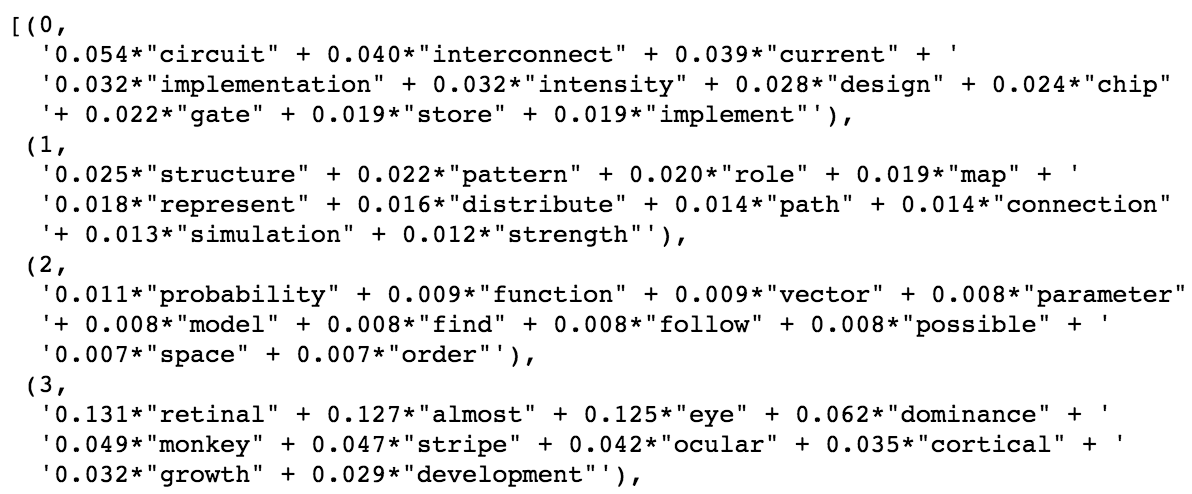 [(0,
'0.054*"circuit" + 0.040*"interconnect" + 0.039*"current" + '
'0.032*"implementation" + 0.032*"intensity" + 0.028*"design" + 0.024*"chip"
'+ 0.022*"gate" + 0.019*"store" + 0.019*"implement"'),
(1,
'0.025*"structure" + 0.022*"pattern" + 0.020*"role" + 0.019*"map" + '
'0.018*"represent" + 0.016*"distribute" + 0.014*"path" + 0.014*"connection"
'+ 0.013*"simulation" + 0.012*"strength"'),
(2,
'0.011*"probability" + 0.009*"function" + 0.009*"vector" + 0.008*"parameter"
'+ 0.008*"model" + 0.008*"find" + 0.008*"follow" + 0.008*"possible" + '
'0.007*"space" + 0.007*"order"'),
(3,
'0.131*"retinal" + 0.127*"almost" + 0.125*"eye" + 0.062*"dominance" + '
'0.049*"monkey" + 0.047*"stripe" + 0.042*"ocular" + 0.035*"cortical" + '
'0.032*"growth" + 0.029*"development"'),